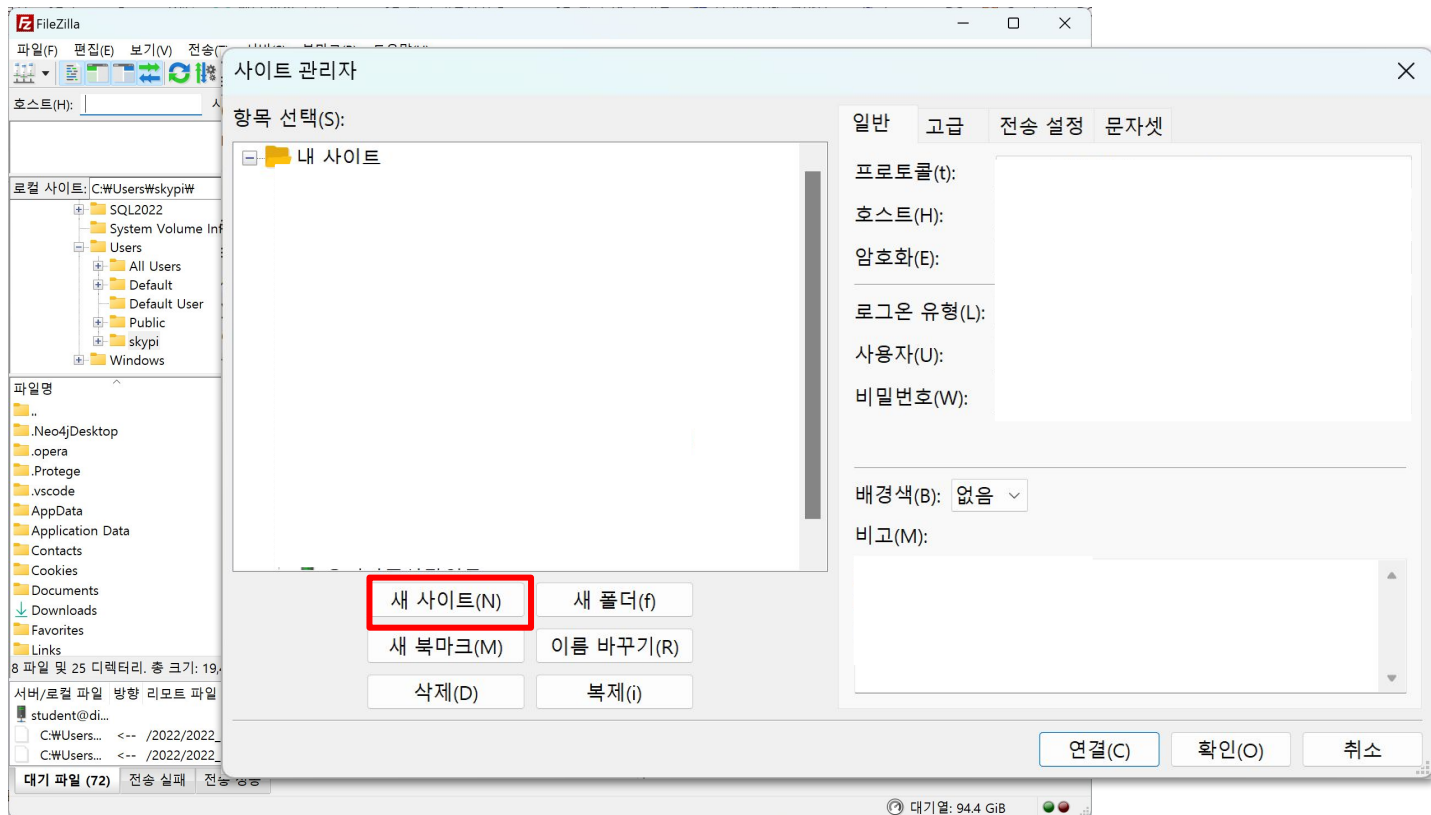 FileZilla
파일(F) 편집(E) 보기(V) 전송(T)
호스트(H):
로컬 사이트: C:₩Users₩skypi₩
SQL2022
System Volume Inf
Users
All Users
Default
Default User
Public
skypi
Windows
파일명
..
.Neo4jDesktop
.opera
.Protege
.vscode
AppData
Application Data
Contacts
Cookies
Documents
Downloads
Favorites
Links
8 파일 및 25 디렉터리. 총 크기: 19,
서버/로컬 파일 방향 리모트 파일
student@di...
C:₩Users... <-- /2022/2022_
C:₩Users... <-- /2022/2022_
대기 파일 (72) 전송 실패
대기열: 94.4 GiB
사이트 관리자
항목 선택(S):
내 사이트
새 사이트(N) 새 폴더(f)
새 북마크(M) 이름 바꾸기(R)
삭제(D) 복제(i)
일반 고급 전송 설정 문자셋
프로토콜(t):
호스트(H):
암호화(E):
로그온 유형(L):
사용자(U):
비밀번호(W):
배경색(B): 없음
비고(M):
연결(C) 확인(O) 취소